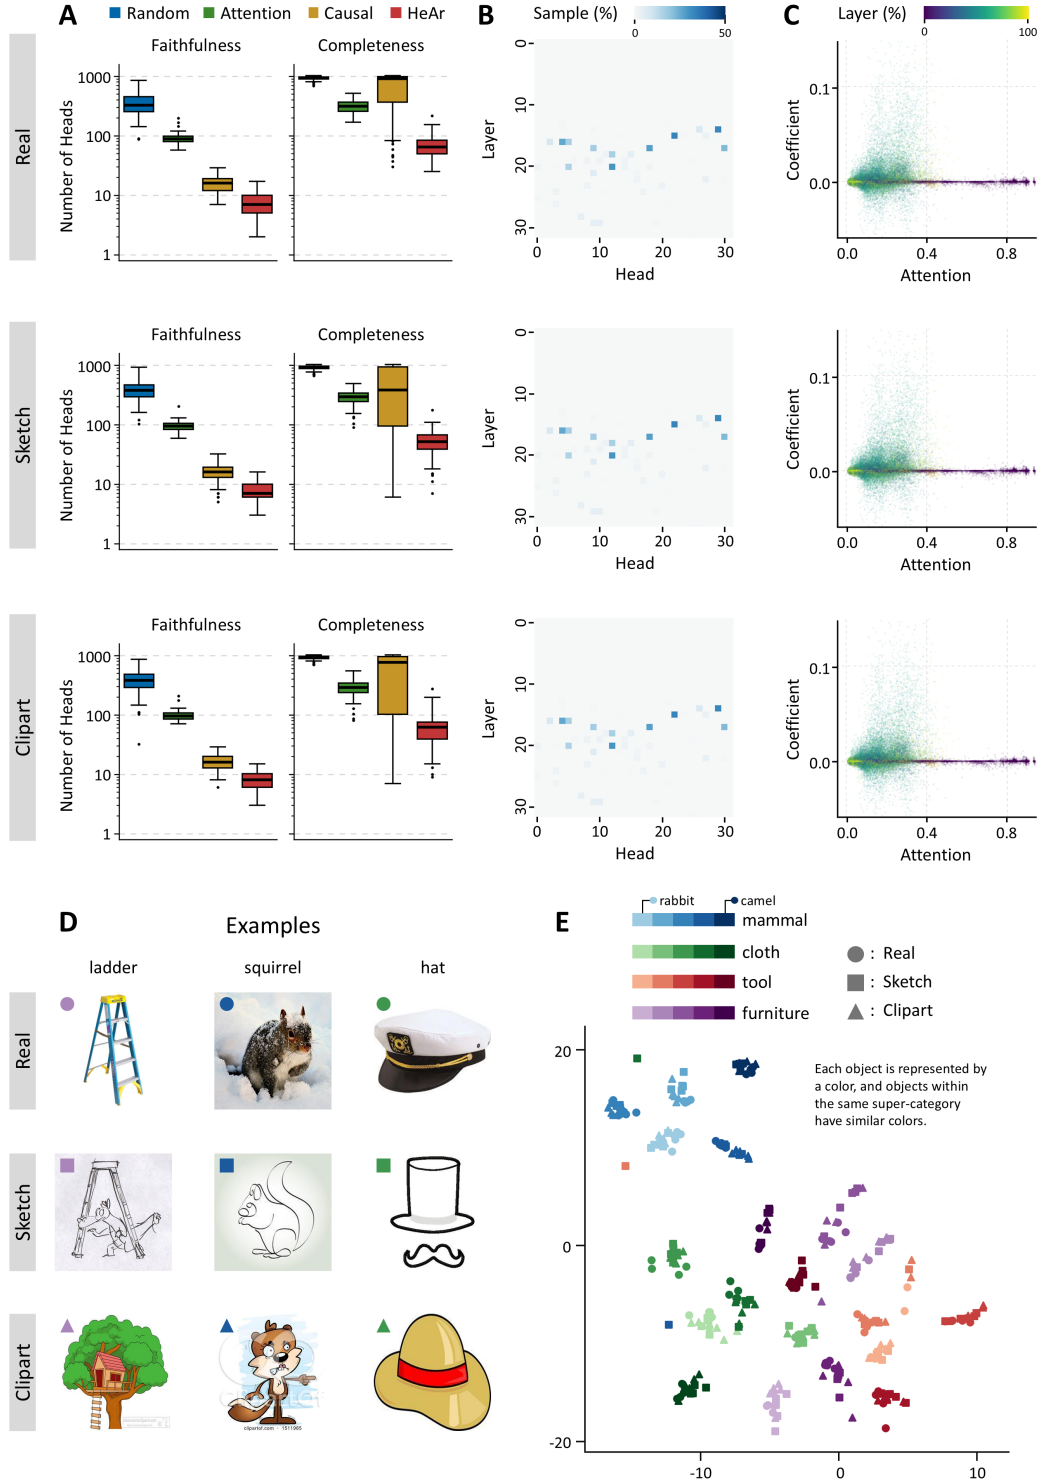 A
Random
Attention
Causal
HeAr
B
Sample (%)
0
50
C
Layer (%)
0
100
Real
Faithfulness
Completeness
Number of Heads
1000
100
10
1
Layer
0
10
20
30
0
10
20
30
Head
Coefficient
0.1
0.0
0.0
0.4
0.8
Attention
Sketch
Faithfulness
Completeness
Number of Heads
1000
100
10
1
Layer
0
10
20
30
0
10
20
30
Head
Coefficient
0.1
0.0
0.0
0.4
0.8
Attention
Clipart
Faithfulness
Completeness
Number of Heads
1000
100
10
1
Layer
0
10
20
30
0
10
20
30
Head
Coefficient
0.1
0.0
0.0
0.4
0.8
Attention
D
Examples
ladder
squirrel
hat
Real
Sketch
Clipart
clipartof.com · 1511965
E
rabbit
camel
mammal
cloth
tool
furniture
: Real
: Sketch
: Clipart
Each object is represented by
a color, and objects within
the same super-category
have similar colors.
20
0
-20
-10
0
10